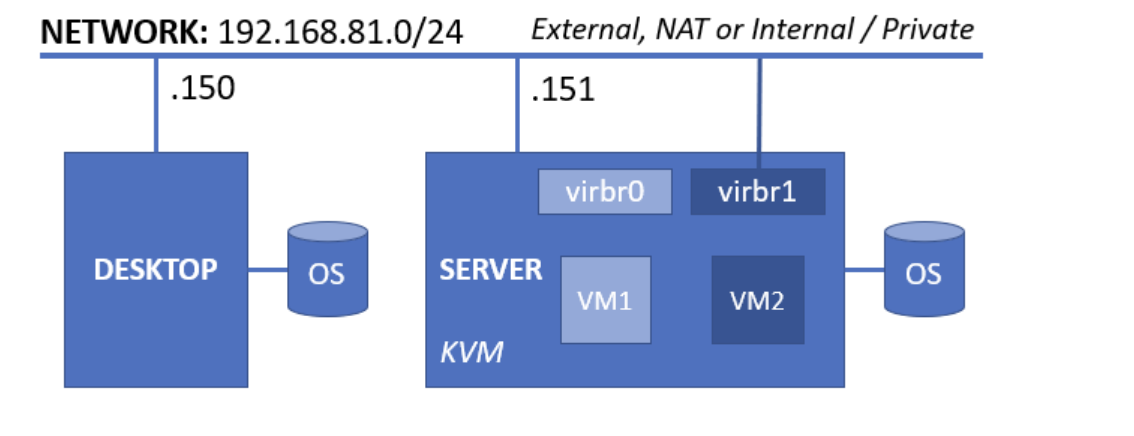 NETWORK: 192.168.81.0/24 External, NAT or Internal / Private
.150
.151
virbr0
virbr1
DESKTOP
OS
SERVER
VM1
VM2
OS
KVM